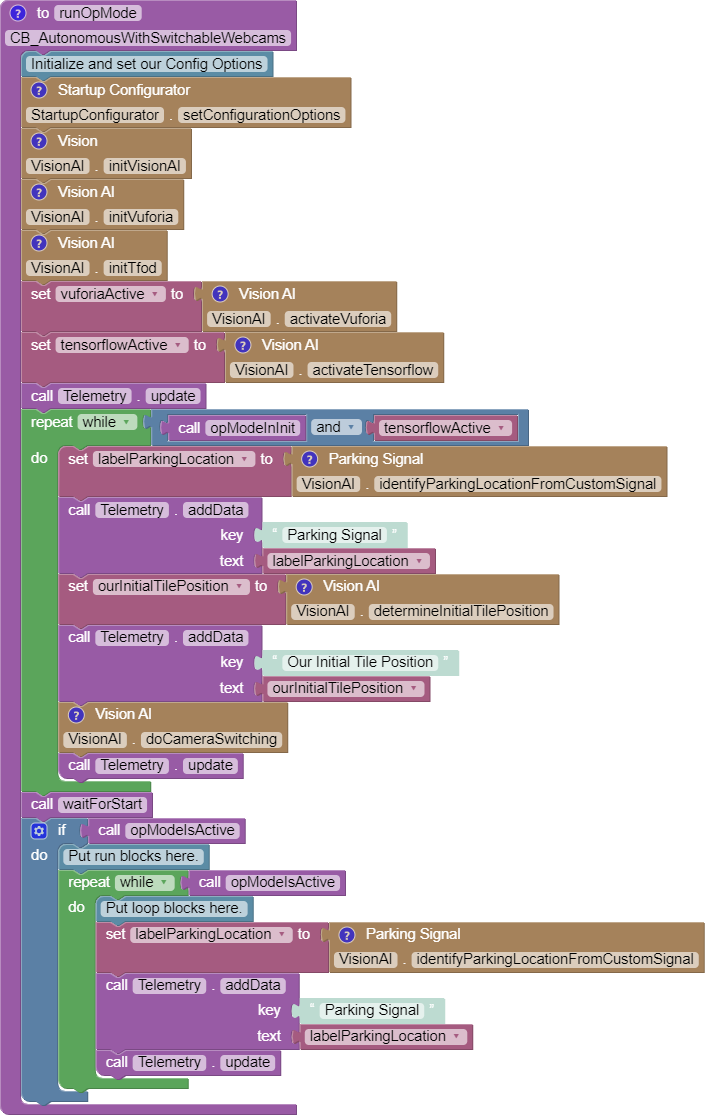 ? to runOpMode
CB_AutonomousWithSwitchableWebcams
Initialize and set our Config Options
? Startup Configurator
StartupConfigurator . setConfigurationOptions
? Vision
VisionAI . initVisionAI
? Vision AI
VisionAI . initVuforia
? Vision AI
VisionAI . initTfod
set vuforiaActive to ? Vision AI
VisionAI . activateVuforia
set tensorflowActive to ? Vision AI
VisionAI . activateTensorflow
call Telemetry . update
repeat while call opModeInInit and tensorflowActive
do set labelParkingLocation to ? Parking Signal
VisionAI . identifyParkingLocationFromCustomSignal
call Telemetry . addData
key “ Parking Signal ”
text labelParkingLocation
set ourInitialTilePosition to ? Vision AI
VisionAI . determineInitialTilePosition
call Telemetry . addData
key “ Our Initial Tile Position ”
text ourInitialTilePosition
? Vision AI
VisionAI . doCameraSwitching
call Telemetry . update
call waitForStart
if call opModeIsActive
do Put run blocks here.
repeat while call opModeIsActive
do Put loop blocks here.
set labelParkingLocation to ? Parking Signal
VisionAI . identifyParkingLocationFromCustomSignal
call Telemetry . addData
key “ Parking Signal ”
text labelParkingLocation
call Telemetry . update